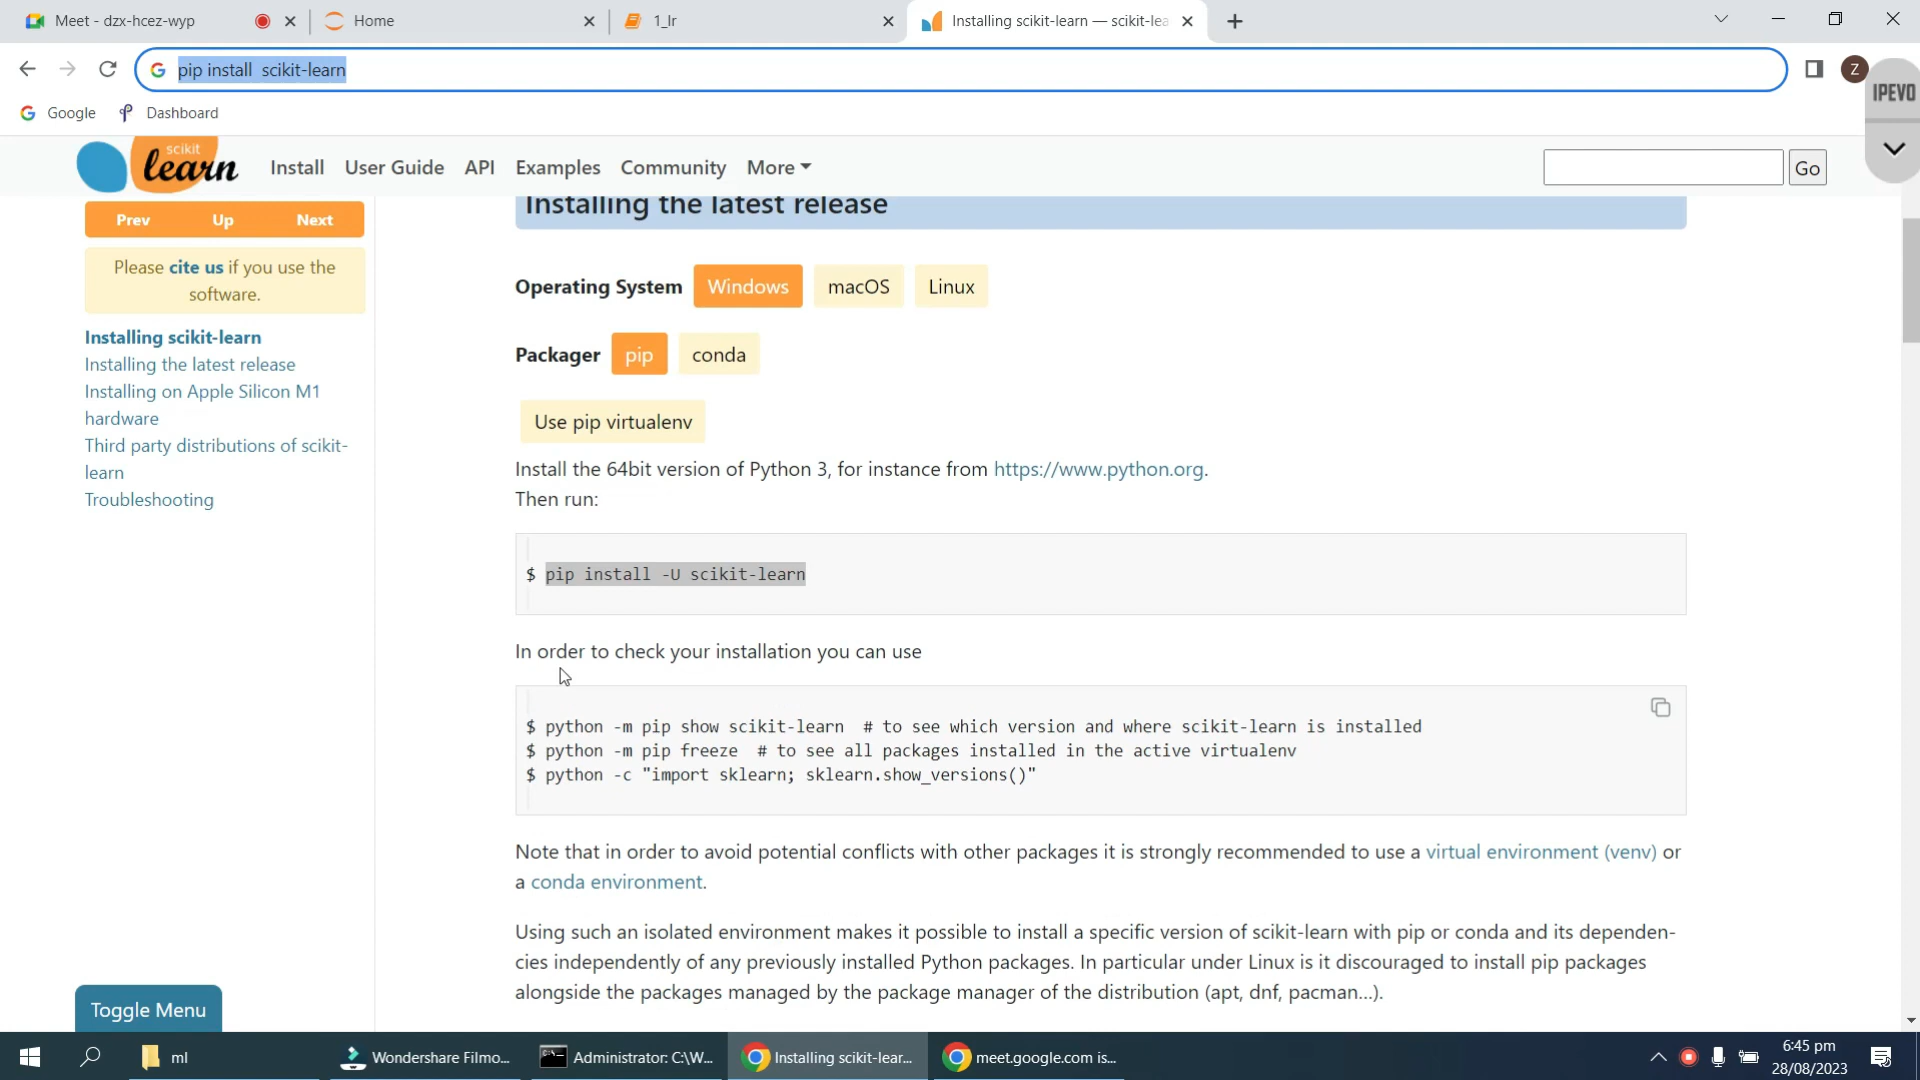 Meet - dzx-hcez-wyp
Home
1_lr
Installing scikit-learn — scikit-lea
pip install  scikit-learn
Z
IPEVO
Google
Dashboard
scikit
learn
Install
User Guide
API
Examples
Community
More
Go
Prev
Up
Next
Please cite us if you use the
software.
Installing scikit-learn
Installing the latest release
Installing on Apple Silicon M1
hardware
Third party distributions of scikit-
learn
Troubleshooting
Toggle Menu
Installing the latest release
Operating System
Windows
macOS
Linux
Packager
pip
conda
Use pip virtualenv
Install the 64bit version of Python 3, for instance from https://www.python.org.
Then run:
$ pip install -U scikit-learn
In order to check your installation you can use
$ python -m pip show scikit-learn  # to see which version and where scikit-learn is installed
$ python -m pip freeze  # to see all packages installed in the active virtualenv
$ python -c "import sklearn; sklearn.show_versions()"
Note that in order to avoid potential conflicts with other packages it is strongly recommended to use a virtual environment (venv) or
a conda environment.
Using such an isolated environment makes it possible to install a specific version of scikit-learn with pip or conda and its dependen-
cies independently of any previously installed Python packages. In particular under Linux is it discouraged to install pip packages
alongside the packages managed by the package manager of the distribution (apt, dnf, pacman…).
ml
Wondershare Filmo...
Administrator: C:\W...
Installing scikit-lear...
meet.google.com is...
6:45 pm
28/08/2023